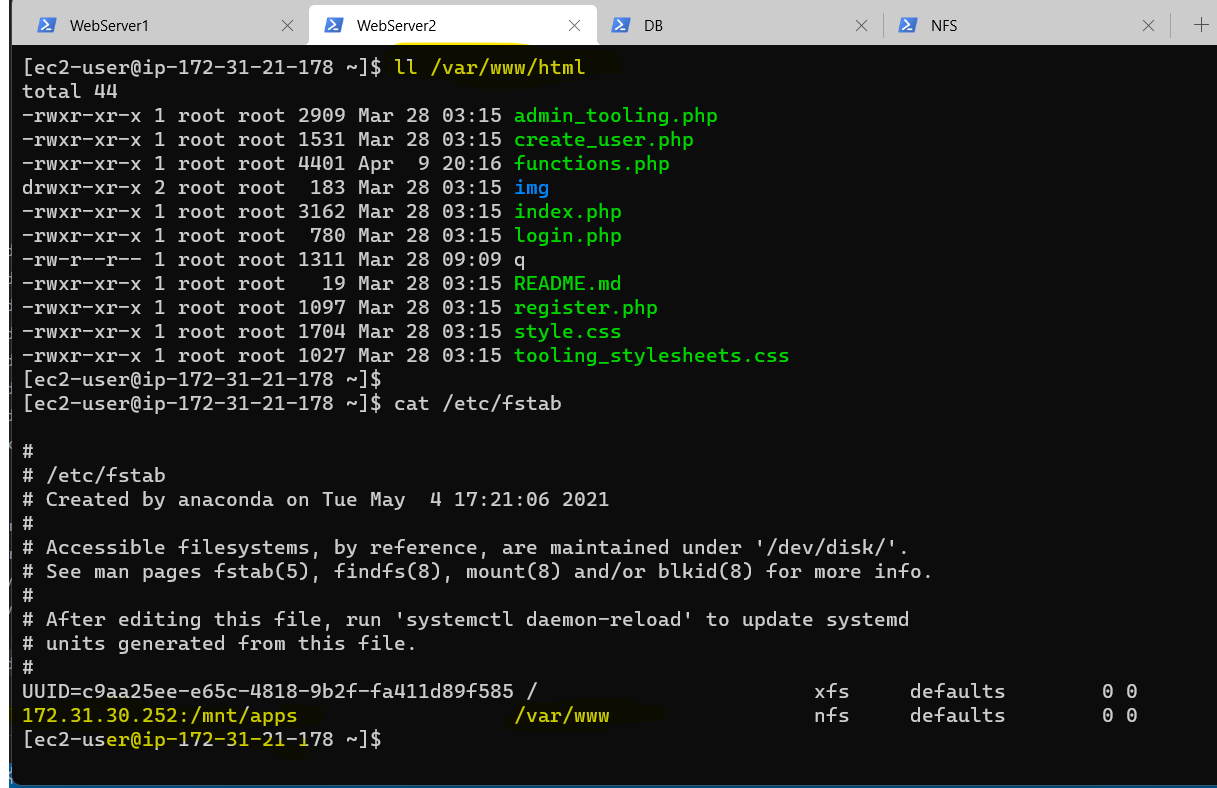 WebServer1 WebServer2 DB NFS
[ec2-user@ip-172-31-21-178 ~]$ ll /var/www/html
total 44
-rwxr-xr-x 1 root root 2909 Mar 28 03:15 admin_tooling.php
-rwxr-xr-x 1 root root 1531 Mar 28 03:15 create_user.php
-rwxr-xr-x 1 root root 4401 Apr  9 20:16 functions.php
drwxr-xr-x 2 root root  183 Mar 28 03:15 img
-rwxr-xr-x 1 root root 3162 Mar 28 03:15 index.php
-rwxr-xr-x 1 root root  780 Mar 28 03:15 login.php
-rw-r--r-- 1 root root 1311 Mar 28 09:09 q
-rwxr-xr-x 1 root root   19 Mar 28 03:15 README.md
-rwxr-xr-x 1 root root 1097 Mar 28 03:15 register.php
-rwxr-xr-x 1 root root 1704 Mar 28 03:15 style.css
-rwxr-xr-x 1 root root 1027 Mar 28 03:15 tooling_stylesheets.css
[ec2-user@ip-172-31-21-178 ~]$
[ec2-user@ip-172-31-21-178 ~]$ cat /etc/fstab
#
# /etc/fstab
# Created by anaconda on Tue May  4 17:21:06 2021
#
# Accessible filesystems, by reference, are maintained under '/dev/disk/'.
# See man pages fstab(5), findfs(8), mount(8) and/or blkid(8) for more info.
#
# After editing this file, run 'systemctl daemon-reload' to update systemd
# units generated from this file.
#
UUID=c9aa25ee-e65c-4818-9b2f-fa411d89f585 /                       xfs     defaults        0 0
172.31.30.252:/mnt/apps                  /var/www                 nfs     defaults        0 0
[ec2-user@ip-172-31-21-178 ~]$